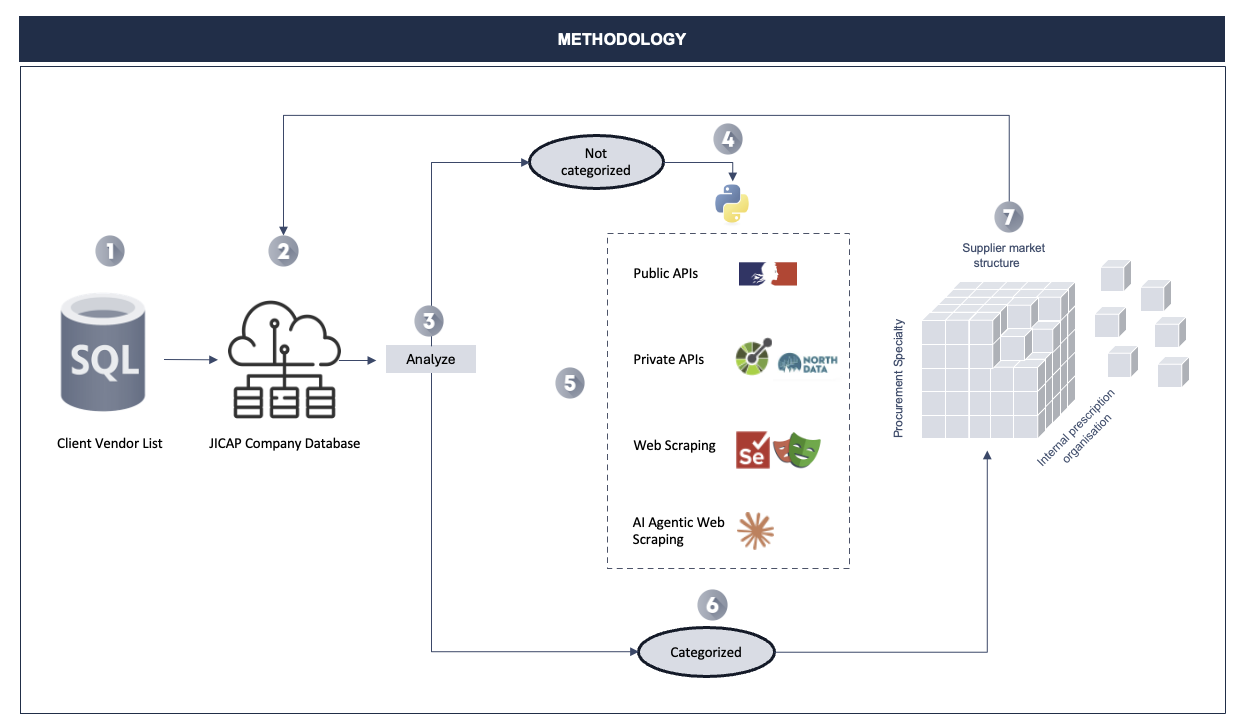 METHODOLOGY
4
Not
categorized
7
1
2
Supplier market
structure
Public APIs
3
SQL
Analyze
Private APIs
NORTH
DATA
Procurement Specialty
5
Internal prescription
organisation
Client Vendor List
JICAP Company Database
Web Scraping
Se
AI Agentic Web
Scraping
6
Categorized